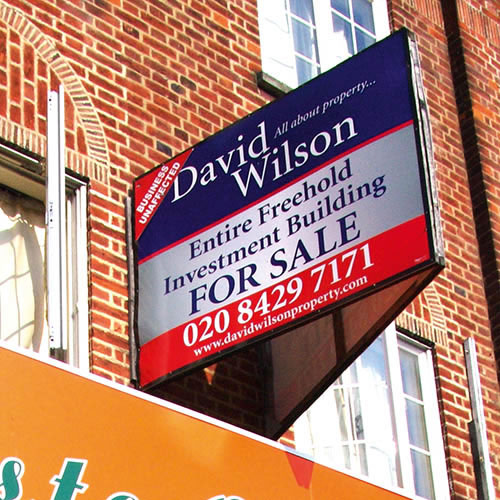 BUSINESS
UNAFFECTED
David
Wilson
All about property...
Entire Freehold
Investment Building
FOR SALE
020 8429 7171
www.davidwilsonproperty.com